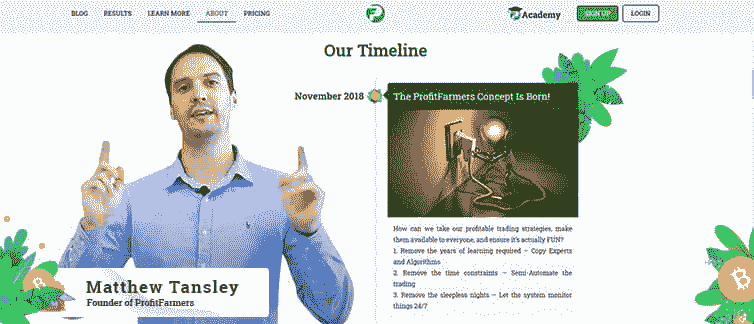 BLOG RESULTS LEARN MORE ABOUT PRICING
Academy SIGN UP LOGIN
Our Timeline
November 2018
The ProfitFarmers Concept Is Born!
How can we take our profitable trading strategies, make
them available to everyone, and ensure it's actually FUN?
1. Remove the years of learning required – Copy Experts
and Algorithms
2. Remove the time constraints – Semi-Automate the
trading
3. Remove the sleepless nights – Let the system monitor
things 24/7
Matthew Tansley
Founder of ProfitFarmers